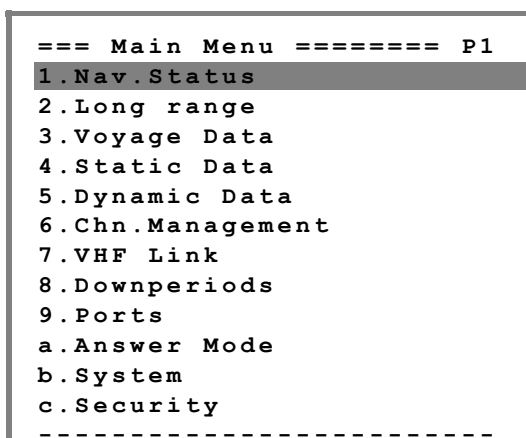 === Main Menu ======== P1
1.Nav.Status
2.Long range
3.Voyage Data
4.Static Data
5.Dynamic Data
6.Chn.Management
7.VHF Link
8.Downperiods
9.Ports
a.Answer Mode
b.System
c.Security
-------------------------